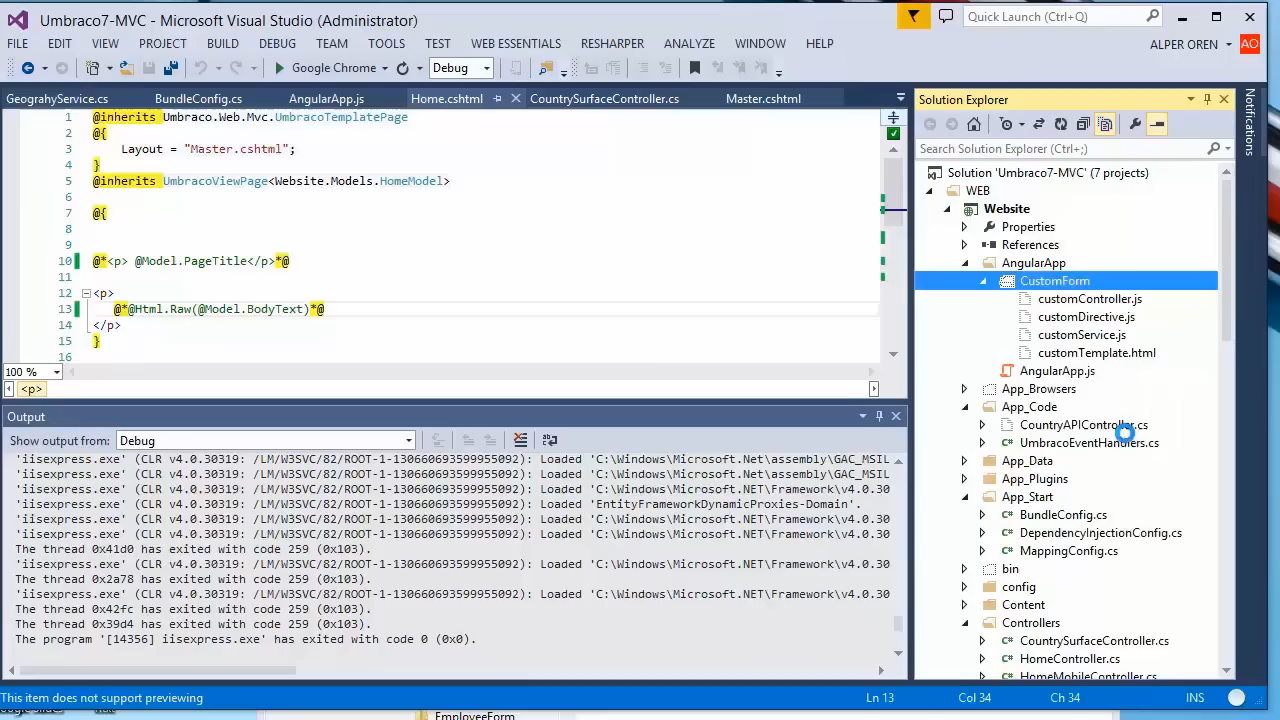 Umbraco7-MVC - Microsoft Visual Studio (Administrator)
Quick Launch (Ctrl+Q)
FILE EDIT VIEW PROJECT BUILD DEBUG TEAM TOOLS TEST WEB ESSENTIALS RESHARPER ANALYZE WINDOW HELP
ALPER OREN AO
Google Chrome Debug
GeograhyService.cs BundleConfig.cs AngularApp.js Home.cshtml CountrySurfaceController.cs Master.cshtml
1 @inherits Umbraco.Web.Mvc.UmbracoTemplatePage
2 @{
3 Layout = "Master.cshtml";
4 }
5 @inherits UmbracoViewPage<Website.Models.HomeModel>
6
7 @{
8
9
10 @*<p> @Model.PageTitle</p>*@
11
12 <p>
13 @*@Html.Raw(@Model.BodyText)*@
14 </p>
15 }
16
100 %
<p>
Output
Show output from: Debug
'iisexpress.exe' (CLR v4.0.30319: /LM/W3SVC/82/ROOT-1-130660693599955092): Loaded 'C:\Windows\Microsoft.Net\assembly\GAC_MSIL
'iisexpress.exe' (CLR v4.0.30319: /LM/W3SVC/82/ROOT-1-130660693599955092): Loaded 'C:\Windows\Microsoft.Net\assembly\GAC_MSIL
'iisexpress.exe' (CLR v4.0.30319: /LM/W3SVC/82/ROOT-1-130660693599955092): Loaded 'C:\Windows\Microsoft.NET\Framework\v4.0.30
'iisexpress.exe' (CLR v4.0.30319: /LM/W3SVC/82/ROOT-1-130660693599955092): Loaded 'EntityFrameworkDynamicProxies-Domain'.
'iisexpress.exe' (CLR v4.0.30319: /LM/W3SVC/82/ROOT-1-130660693599955092): Loaded 'C:\Windows\Microsoft.NET\Framework\v4.0.30
'iisexpress.exe' (CLR v4.0.30319: /LM/W3SVC/82/ROOT-1-130660693599955092): Loaded 'C:\Windows\Microsoft.NET\Framework\v4.0.30
The thread 0x41d0 has exited with code 259 (0x103).
'iisexpress.exe' (CLR v4.0.30319: /LM/W3SVC/82/ROOT-1-130660693599955092): Loaded 'C:\Windows\Microsoft.NET\Framework\v4.0.30
The thread 0x2a78 has exited with code 259 (0x103).
'iisexpress.exe' (CLR v4.0.30319: /LM/W3SVC/82/ROOT-1-130660693599955092): Loaded 'C:\Windows\Microsoft.NET\Framework\v4.0.30
The thread 0x42fc has exited with code 259 (0x103).
The thread 0x39d4 has exited with code 259 (0x103).
The program '[14356] iisexpress.exe' has exited with code 0 (0x0).
Solution Explorer
Search Solution Explorer (Ctrl+;)
Solution 'Umbraco7-MVC' (7 projects)
WEB
Website
Properties
References
AngularApp
CustomForm
customController.js
customDirective.js
customService.js
customTemplate.html
AngularApp.js
App_Browsers
App_Code
CountryAPIController.cs
UmbracoEventHandlers.cs
App_Data
App_Plugins
App_Start
BundleConfig.cs
DependencyInjectionConfig.cs
MappingConfig.cs
bin
config
Content
Controllers
CountrySurfaceController.cs
HomeController.cs
HomeMobileController.cs
Notifications
This item does not support previewing
Ln 13 Col 34 Ch 34 INS
EmployeeForm